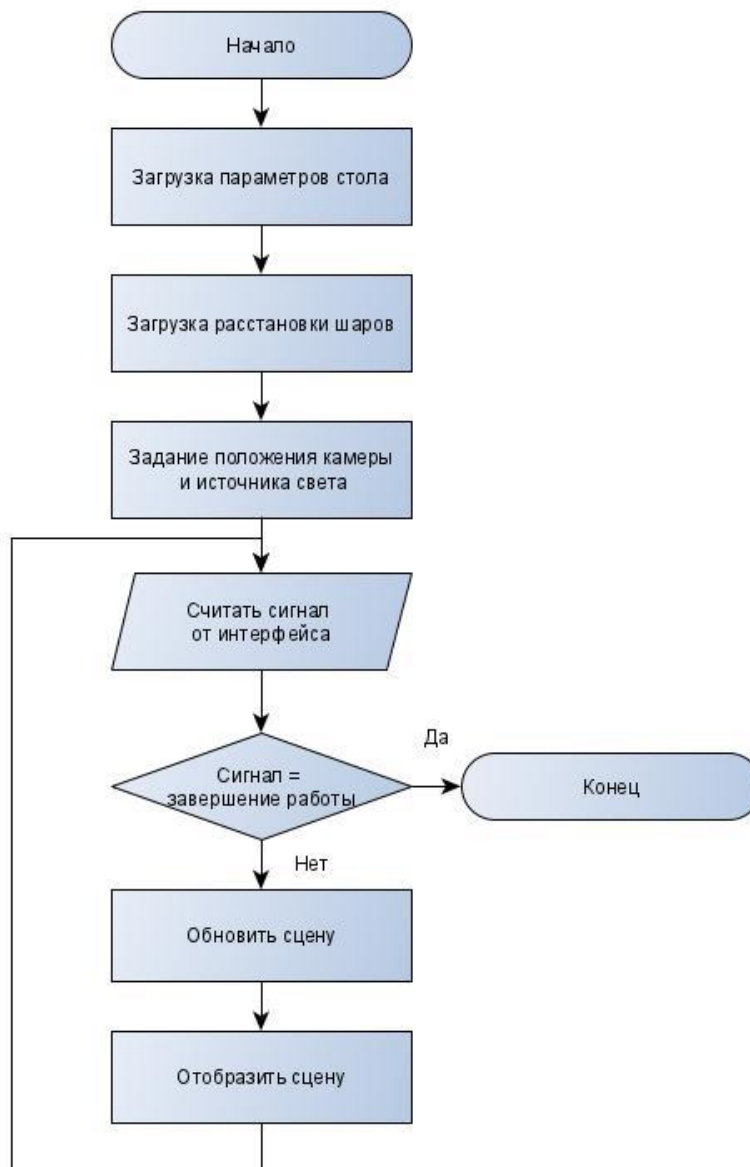 Начало
Загрузка параметров стола
Загрузка расстановки шаров
Задание положения камеры
и источника света
Считать сигнал
от интерфейса
Сигнал =
завершение работы
Да
Конец
Нет
Обновить сцену
Отобразить сцену